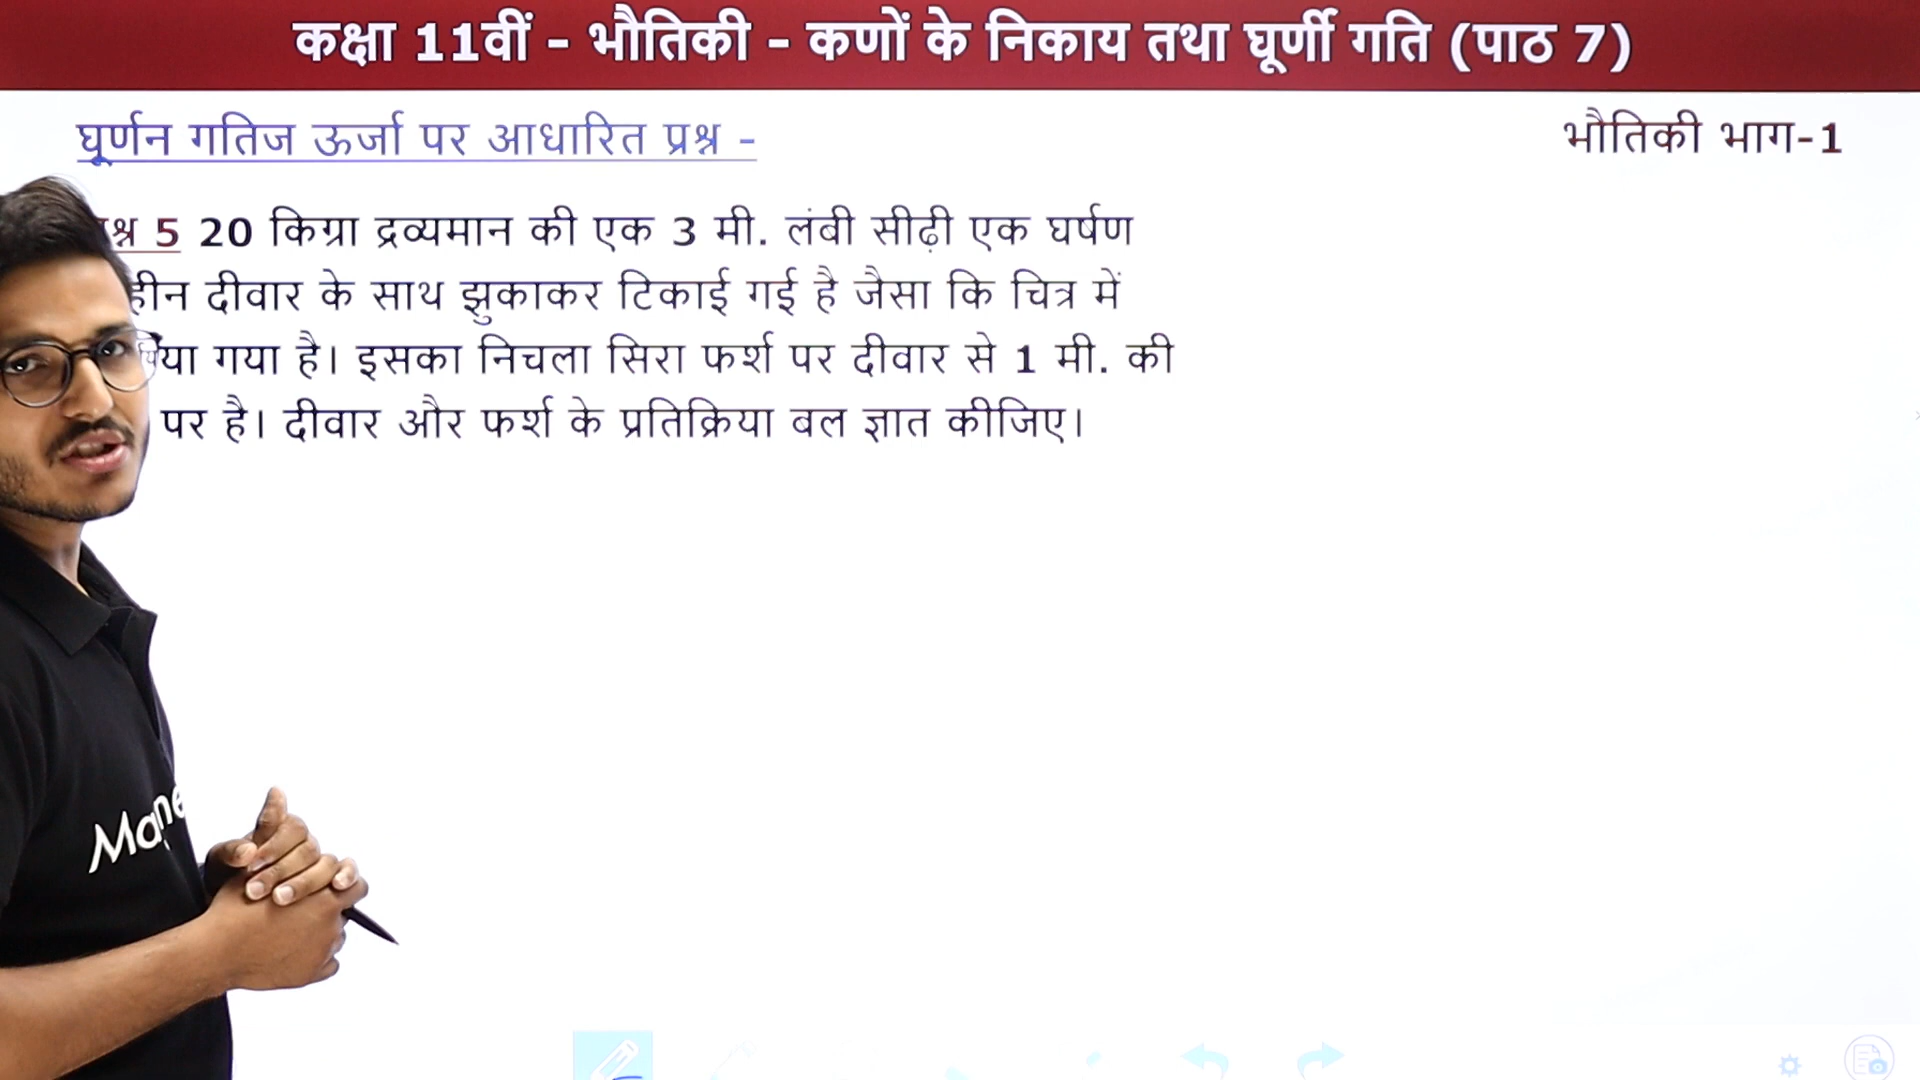 कक्षा 11वीं - भौतिकी - कणों के निकाय तथा घूर्णी गति (पाठ 7)
घूर्णन गतिज ऊर्जा पर आधारित प्रश्न -
भौतिकी भाग-1
5 20 किग्रा द्रव्यमान की एक 3 मी. लंबी सीढ़ी एक घर्षण
दीवार के साथ झुकाकर टिकाई गई है जैसा कि चित्र में
गया है। इसका निचला सिरा फर्श पर दीवार से 1 मी. की
पर है। दीवार और फर्श के प्रतिक्रिया बल ज्ञात कीजिए।